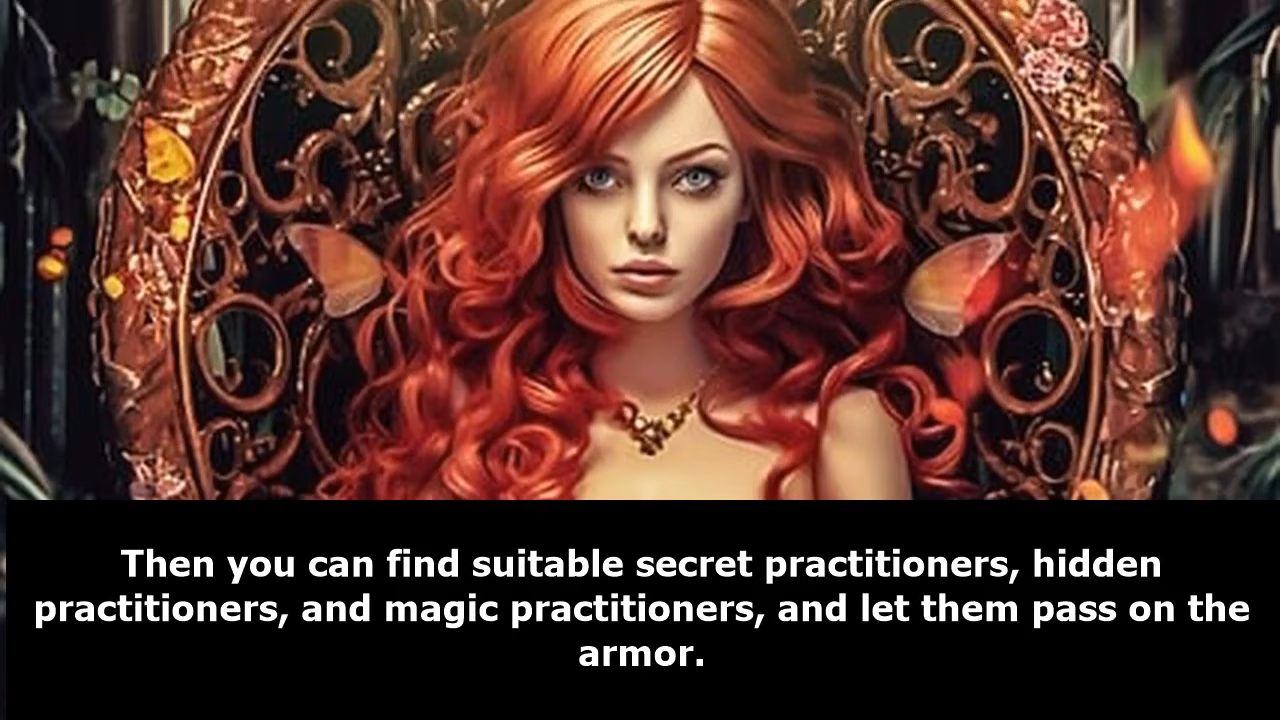 Then you can find suitable secret practitioners, hidden
practitioners, and magic practitioners, and let them pass on the
armor.